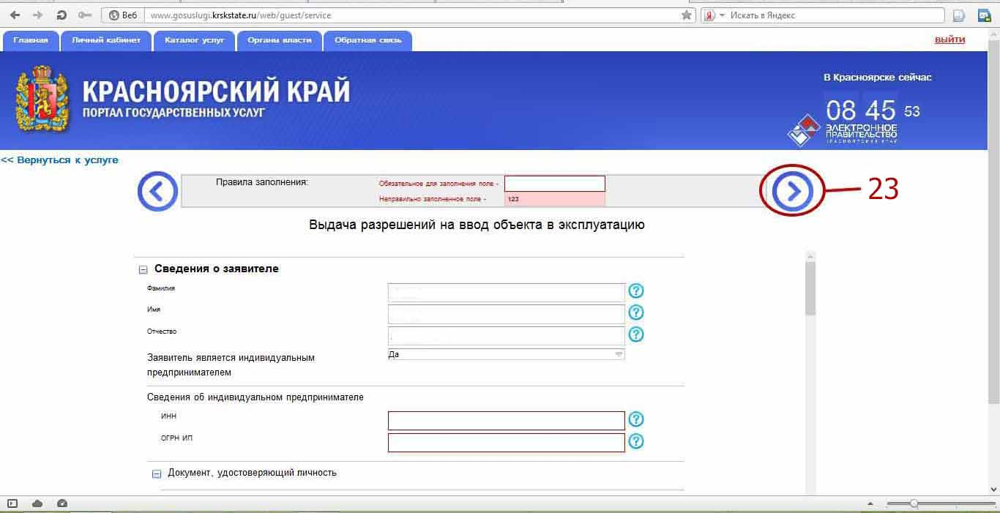 Веб www.gosuslugi.krskstate.ru/web/guest/service Я Искать в Яндекс
Главная Личный кабинет Каталог услуг Органы власти Обратная связь ВЫЙТИ
КРАСНОЯРСКИЙ КРАЙ
ПОРТАЛ ГОСУДАРСТВЕННЫХ УСЛУГ
В Красноярске сейчас
08 45 53
ЭЛЕКТРОННОЕ
ПРАВИТЕЛЬСТВО
КРАСНОЯРСКИЙ КРАЙ
<< Вернуться к услуге
Правила заполнения: Обязательное для заполнения поле -
Неправильно заполненное поле - 123
23
Выдача разрешений на ввод объекта в эксплуатацию
Сведения о заявителе
Фамилия
Имя
Отчество
Заявитель является индивидуальным Да
предпринимателем
Сведения об индивидуальном предпринимателе
ИНН
ОГРН ИП
Документ, удостоверяющий личность